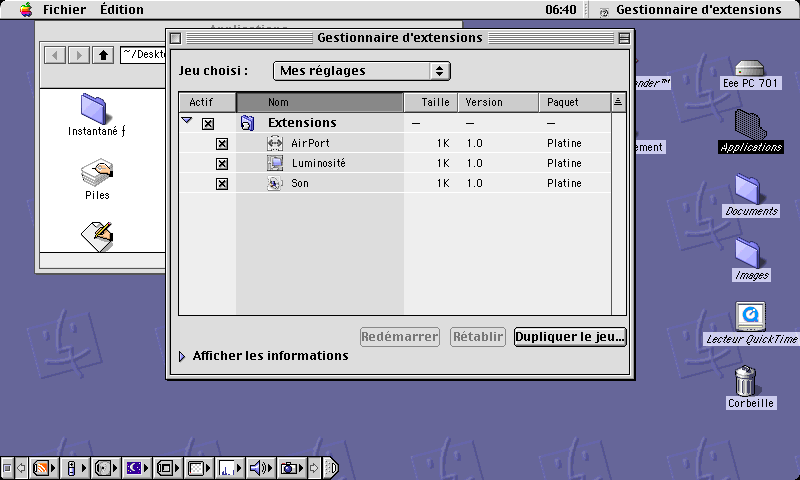 Fichier Édition 06:40 Gestionnaire d'extensions
Gestionnaire d'extensions
~/Deskt
Jeu choisi : Mes réglages
Actif Nom Taille Version Paquet
Extensions – – –
AirPort 1K 1.0 Platine
Luminosité 1K 1.0 Platine
Son 1K 1.0 Platine
Redémarrer Rétablir Dupliquer le jeu...
Afficher les informations
Instantané f
Piles
nder™
Eee PC 701
ement
Applications
Documents
Images
Lecteur QuickTime
Corbeille